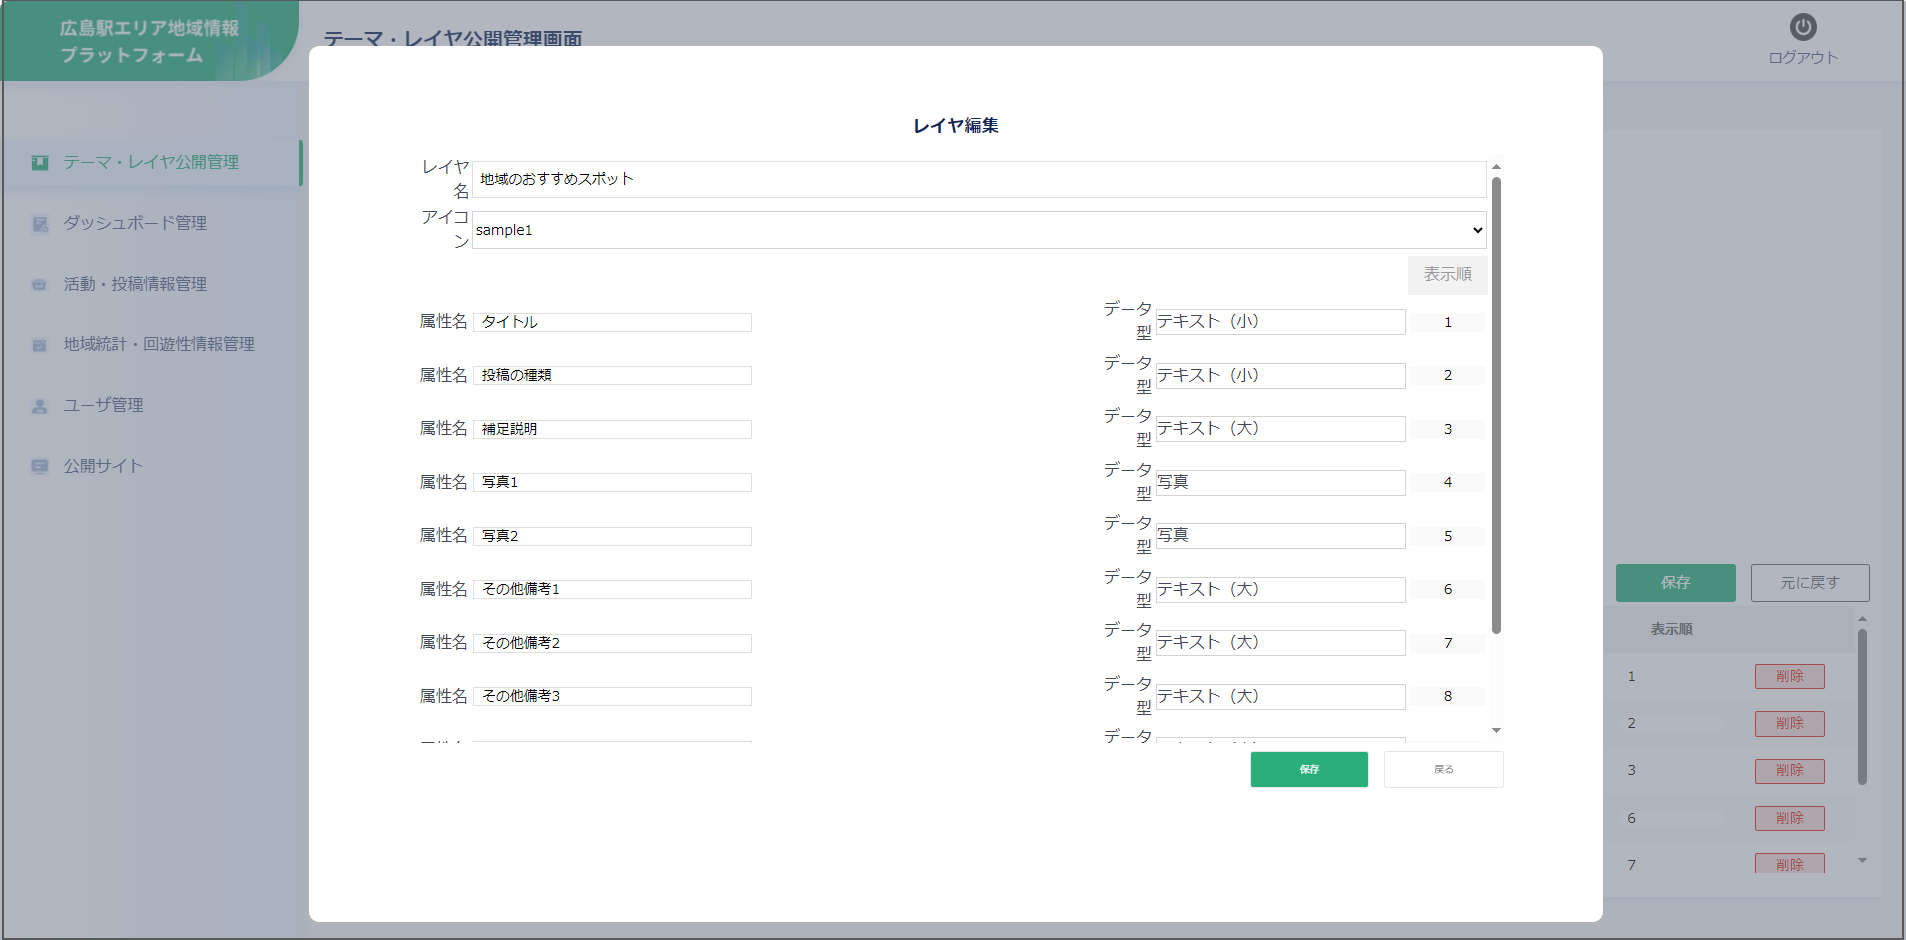 広島駅エリア地域情報
プラットフォーム
テーマ・レイヤ公開管理画面
ログアウト
テーマ・レイヤ公開管理
ダッシュボード管理
活動・投稿情報管理
地域統計・回遊性情報管理
ユーザ管理
公開サイト
レイヤ編集
レイヤ
名
地域のおすすめスポット
アイコ
ン
sample1
表示順
属性名 タイトル データ型 テキスト（小） 1
属性名 投稿の種類 データ型 テキスト（小） 2
属性名 補足説明 データ型 テキスト（大） 3
属性名 写真1 データ型 写真 4
属性名 写真2 データ型 写真 5
属性名 その他備考1 データ型 テキスト（大） 6
属性名 その他備考2 データ型 テキスト（大） 7
属性名 その他備考3 データ型 テキスト（大） 8
データ
保存 戻る
保存 元に戻す
表示順
1 削除
2 削除
3 削除
6 削除
7 削除